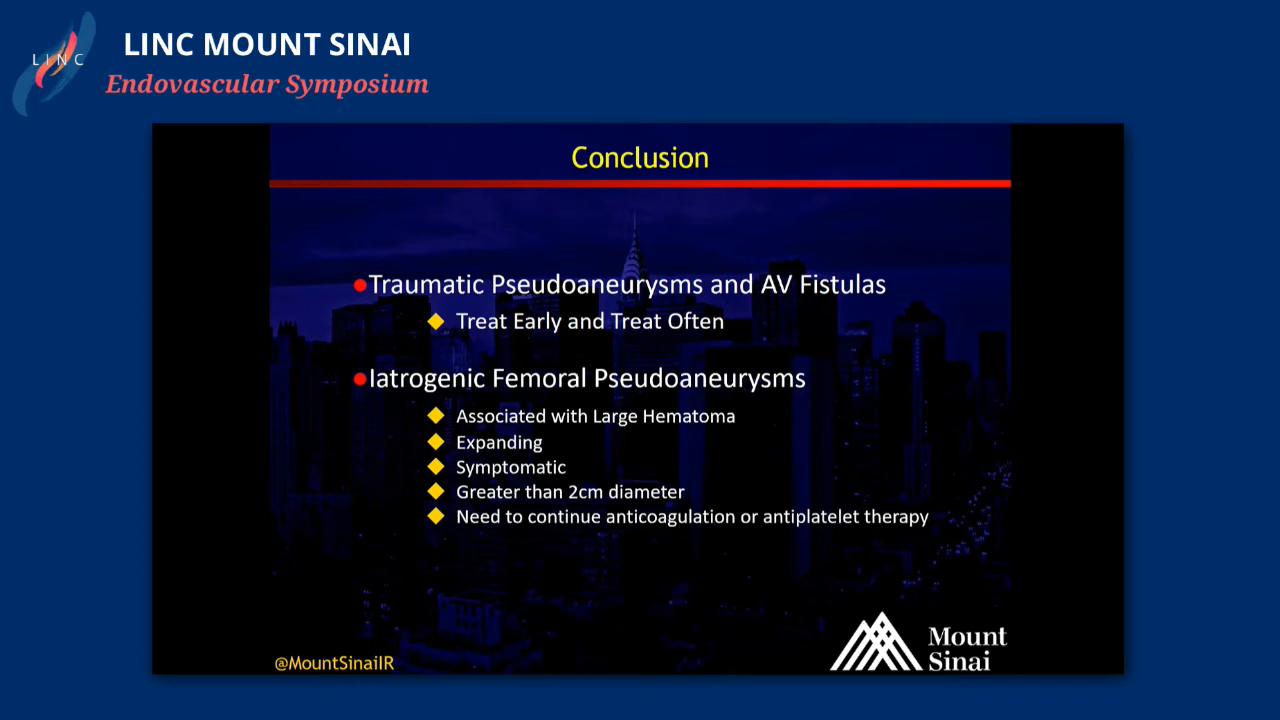 LINC
LINC MOUNT SINAI
Endovascular Symposium
Conclusion
Traumatic Pseudoaneurysms and AV Fistulas
Treat Early and Treat Often
Iatrogenic Femoral Pseudoaneurysms
Associated with Large Hematoma
Expanding
Symptomatic
Greater than 2cm diameter
Need to continue anticoagulation or antiplatelet therapy
@MountSinaiIR
Mount
Sinai